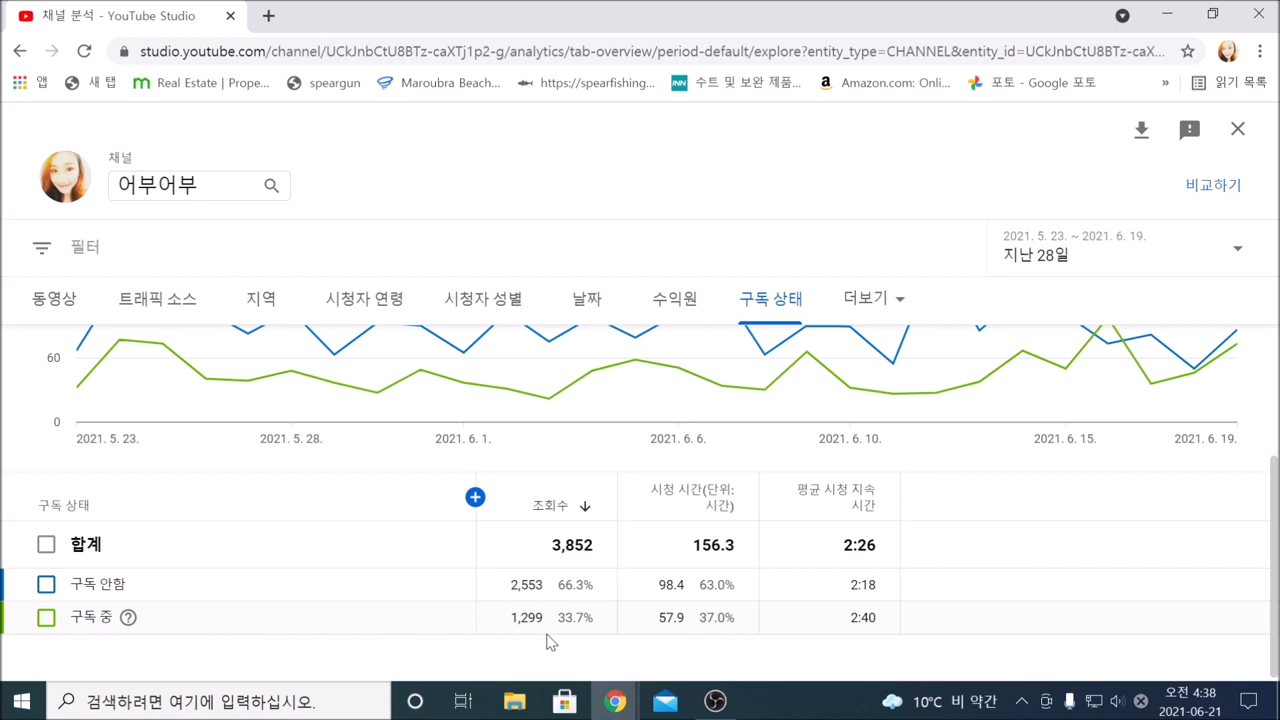 채널 분석 - YouTube Studio
studio.youtube.com/channel/UCkJnbCtU8BTz-caXTj1p2-g/analytics/tab-overview/period-default/explore?entity_type=CHANNEL&entity_id=UCkJnbCtU8BTz-caX...
앱 새 탭 Real Estate | Prope... speargun Maroubra Beach... https://spearfishing... INN 수트 및 보완 제품... Amazon.com: Onli... 포토 - Google 포토 » 읽기 목록
채널
어부어부
비교하기
필터
2021. 5. 23. ~ 2021. 6. 19.
지난 28일
동영상 트래픽 소스 지역 시청자 연령 시청자 성별 날짜 수익원 구독 상태 더보기
60
0
2021. 5. 23. 2021. 5. 28. 2021. 6. 1. 2021. 6. 6. 2021. 6. 10. 2021. 6. 15. 2021. 6. 19.
구독 상태 조회수 시청 시간(단위: 시간) 평균 시청 지속 시간
합계 3,852 156.3 2:26
구독 안함 2,553 66.3% 98.4 63.0% 2:18
구독 중 1,299 33.7% 57.9 37.0% 2:40
검색하려면 여기에 입력하십시오. 10°C 비 약간 오전 4:38
2021-06-21